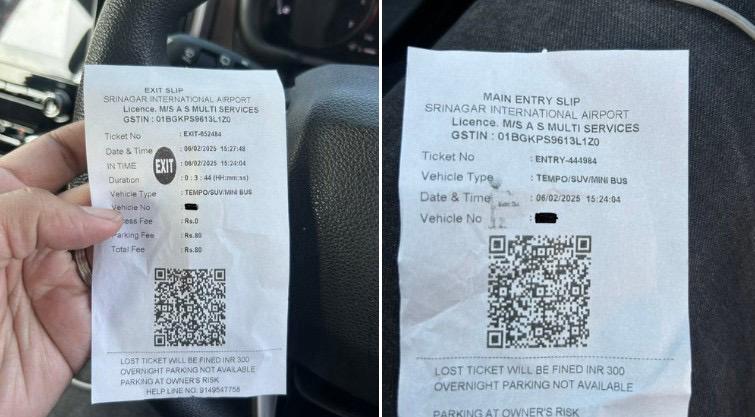 EXIT SLIP
SRINAGAR INTERNATIONAL AIRPORT
Licence. M/S A S MULTI SERVICES
GSTIN : 01BGKPS9613L1Z0
Ticket No : EXIT-652484
Date & Time : 06/02/2025 15:27:48
IN TIME : 06/02/2025 15:24:04
EXIT
Duration : 0 : 3 : 44 (HH:mm:ss)
Vehicle Type : TEMPO/SUV/MINI BUS
Vehicle No :
cess Fee : Rs.0
Parking Fee : Rs.80
Total Fee : Rs.80
LOST TICKET WILL BE FINED INR 300
OVERNIGHT PARKING NOT AVAILABLE
PARKING AT OWNER'S RISK
HELP LINE NO. 9149547758
MAIN ENTRY SLIP
SRINAGAR INTERNATIONAL AIRPORT
Licence. M/S A S MULTI SERVICES
GSTIN : 01BGKPS9613L1Z0
Ticket No : ENTRY-444984
Vehicle Type : TEMPO/SUV/MINI BUS
Date & Time : 06/02/2025 15:24:04
Vehicle No :
LOST TICKET WILL BE FINED INR 300
OVERNIGHT PARKING NOT AVAILABLE
PARKING AT OWNER'S RISK